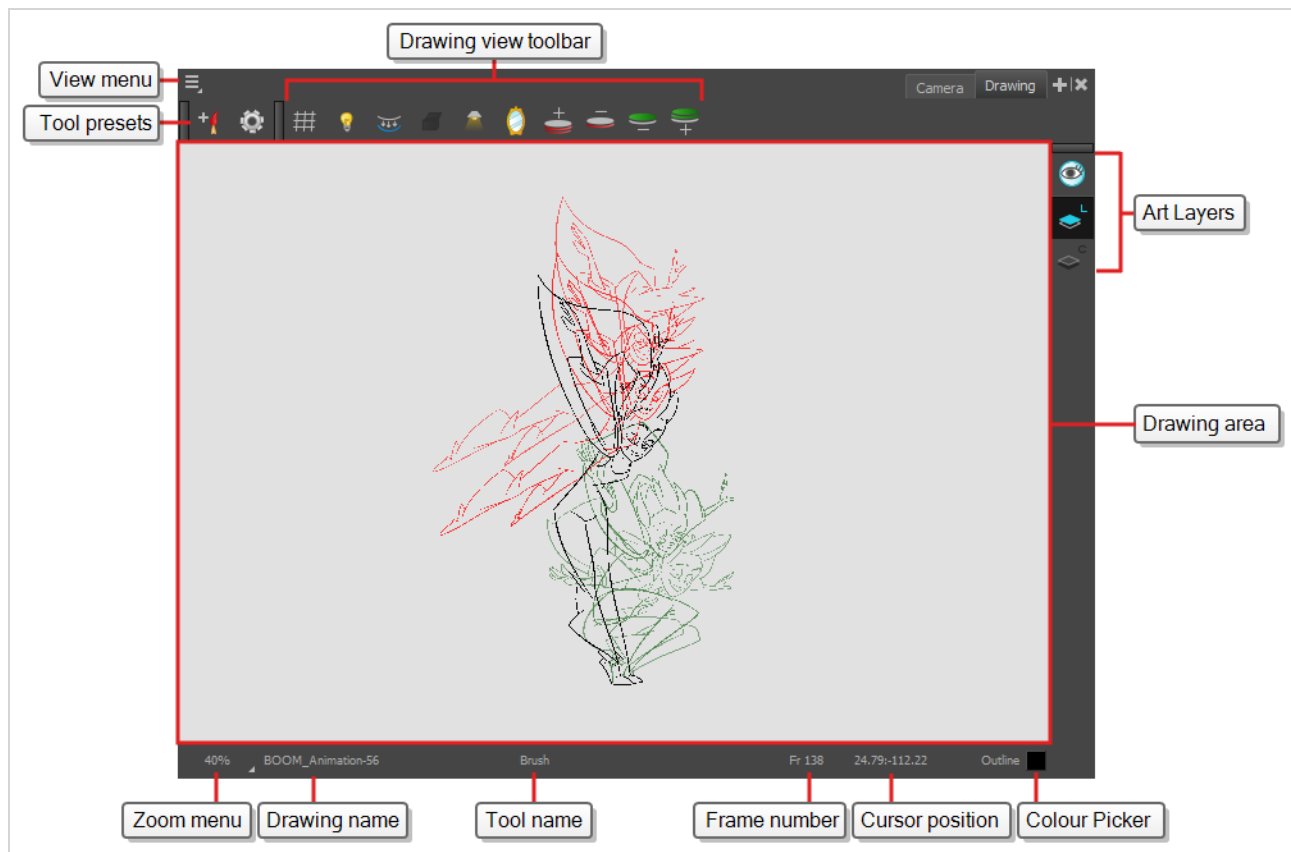 Drawing view toolbar
View menu
Camera
Drawing
Tool presets
L
C
Art Layers
Drawing area
40%
BOOM_Animation-56
Brush
Fr 138
24.79:-112.22
Outline
Zoom menu
Drawing name
Tool name
Frame number
Cursor position
Colour Picker